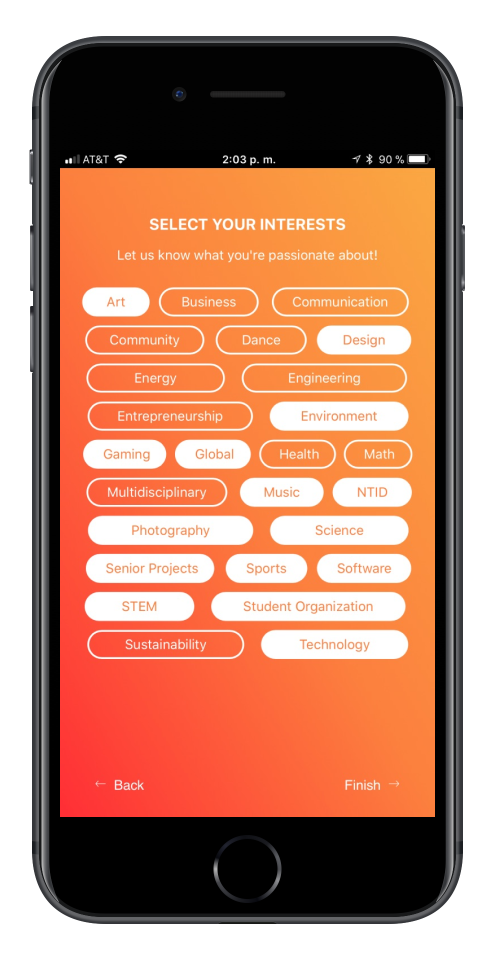 AT&T 2:03 p. m. 90 %
SELECT YOUR INTERESTS
Let us know what you're passionate about!
Art Business Communication
Community Dance Design
Energy Engineering
Entrepreneurship Environment
Gaming Global Health Math
Multidisciplinary Music NTID
Photography Science
Senior Projects Sports Software
STEM Student Organization
Sustainability Technology
← Back Finish →